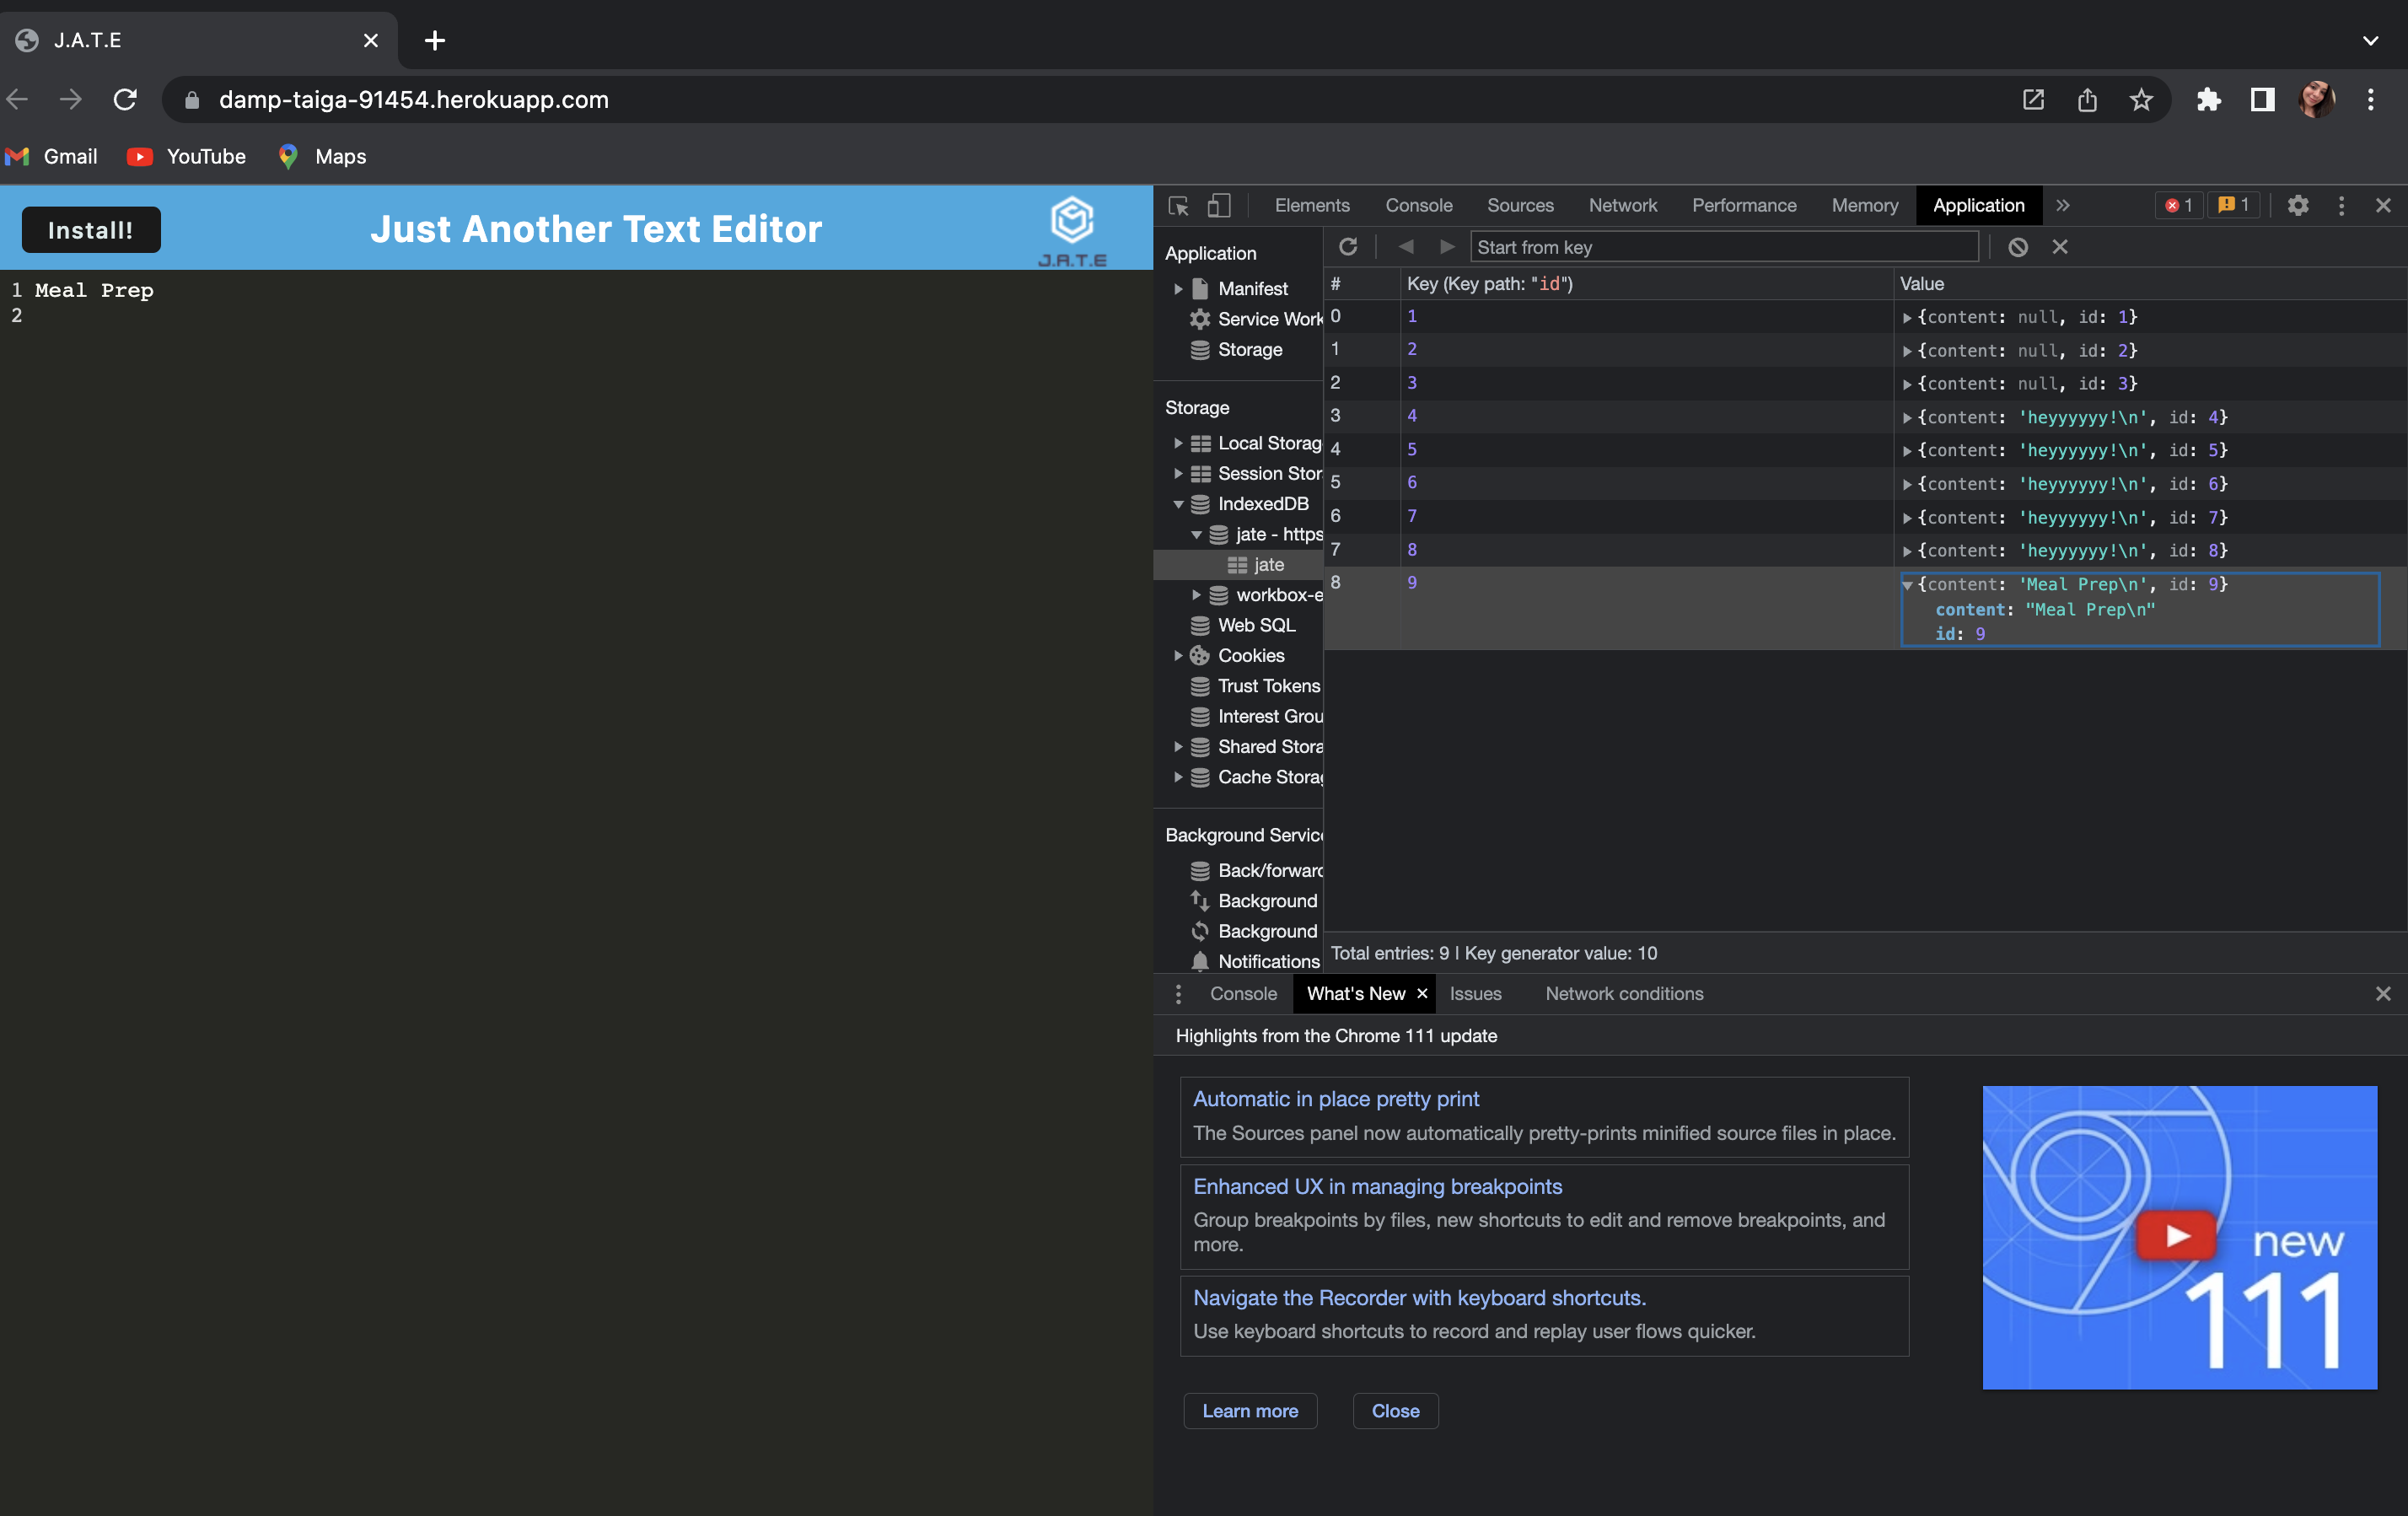 J.A.T.E
damp-taiga-91454.herokuapp.com
Gmail YouTube Maps
Install!
Just Another Text Editor
J.A.T.E
1 Meal Prep
2
Elements Console Sources Network Performance Memory Application 1 1
Application
Manifest
Service Work
Storage
Storage
Local Storag
Session Stor
IndexedDB
jate - https
jate
workbox-e
Web SQL
Cookies
Trust Tokens
Interest Grou
Shared Stora
Cache Storag
Background Service
Back/forward
Background
Background
Notifications
Start from key
# Key (Key path: "id") Value
0 1 {content: null, id: 1}
1 2 {content: null, id: 2}
2 3 {content: null, id: 3}
3 4 {content: 'heyyyyyy!\n', id: 4}
4 5 {content: 'heyyyyyy!\n', id: 5}
5 6 {content: 'heyyyyyy!\n', id: 6}
6 7 {content: 'heyyyyyy!\n', id: 7}
7 8 {content: 'heyyyyyy!\n', id: 8}
8 9 {content: 'Meal Prep\n', id: 9}
content: "Meal Prep\n"
id: 9
Total entries: 9 | Key generator value: 10
Console What's New Issues Network conditions
Highlights from the Chrome 111 update
Automatic in place pretty print
The Sources panel now automatically pretty-prints minified source files in place.
Enhanced UX in managing breakpoints
Group breakpoints by files, new shortcuts to edit and remove breakpoints, and
more.
Navigate the Recorder with keyboard shortcuts.
Use keyboard shortcuts to record and replay user flows quicker.
Learn more Close
new
111